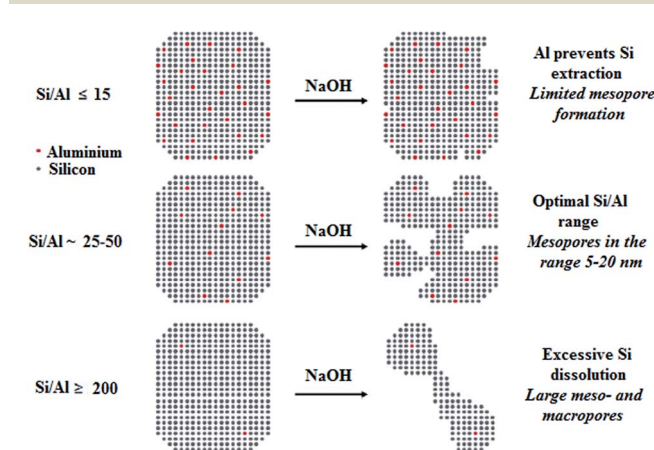 Si/Al ≤ 15
NaOH
Al prevents Si
extraction
Limited mesopore
formation
• Aluminium
• Silicon
Si/Al ~ 25-50
NaOH
Optimal Si/Al
range
Mesopores in the
range 5-20 nm
Si/Al ≥ 200
NaOH
Excessive Si
dissolution
Large meso- and
macropores